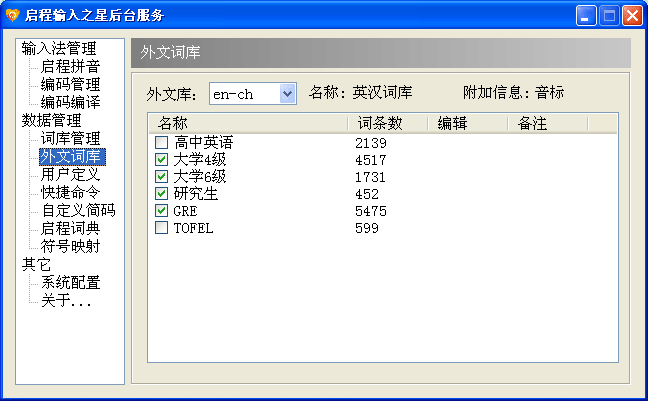 启程输入之星后台服务
输入法管理
启程拼音
编码管理
编码编译
数据管理
词库管理
外文词库
用户定义
快捷命令
自定义简码
启程词典
符号映射
其它
系统配置
关于...
外文词库
外文库: en-ch 名称: 英汉词库 附加信息: 音标
名称 词条数 编辑 备注
高中英语 2139
大学4级 4517
大学6级 1731
研究生 452
GRE 5475
TOFEL 599